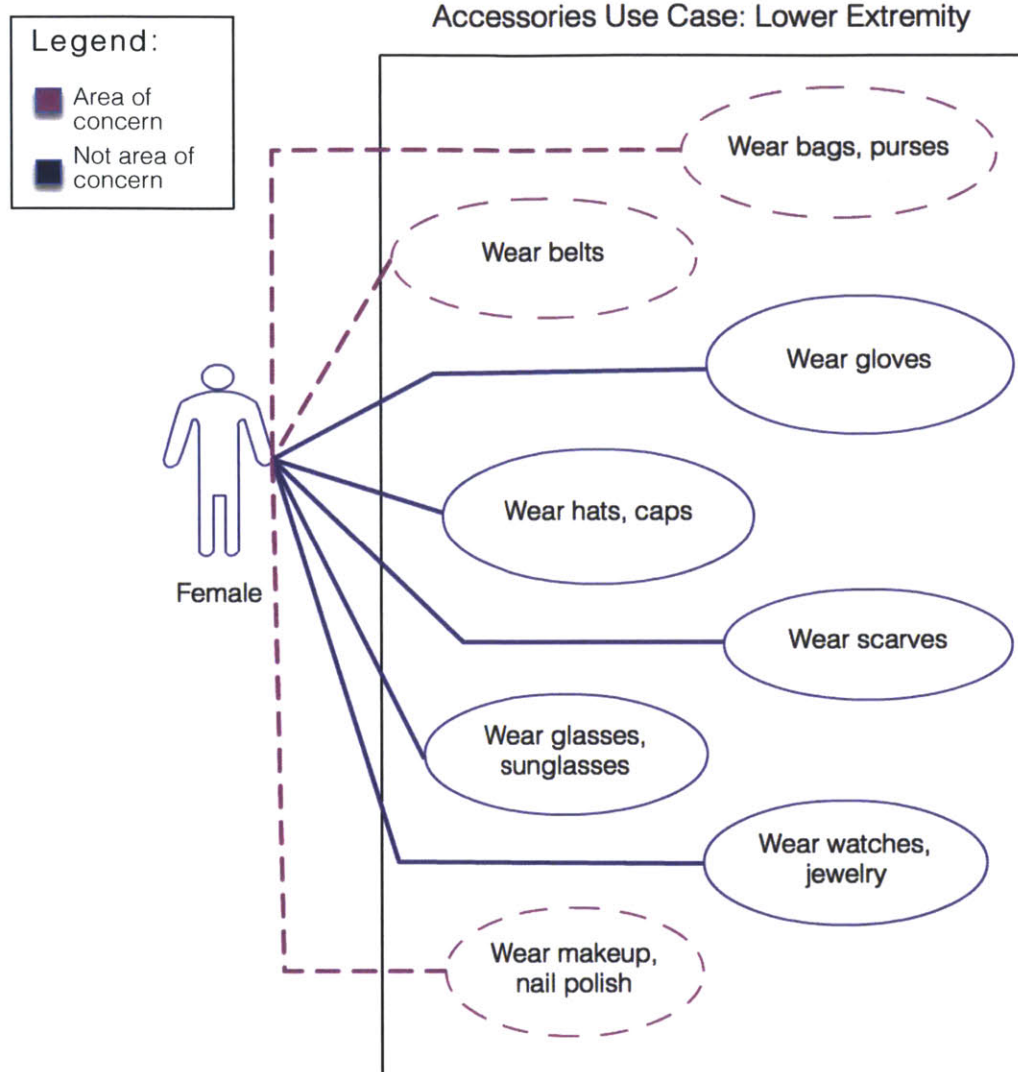 Accessories Use Case: Lower Extremity
Legend:
Area of
concern
Not area of
concern
Wear bags, purses
Wear belts
Wear gloves
Wear hats, caps
Female
Wear scarves
Wear glasses,
sunglasses
Wear watches,
jewelry
Wear makeup,
nail polish